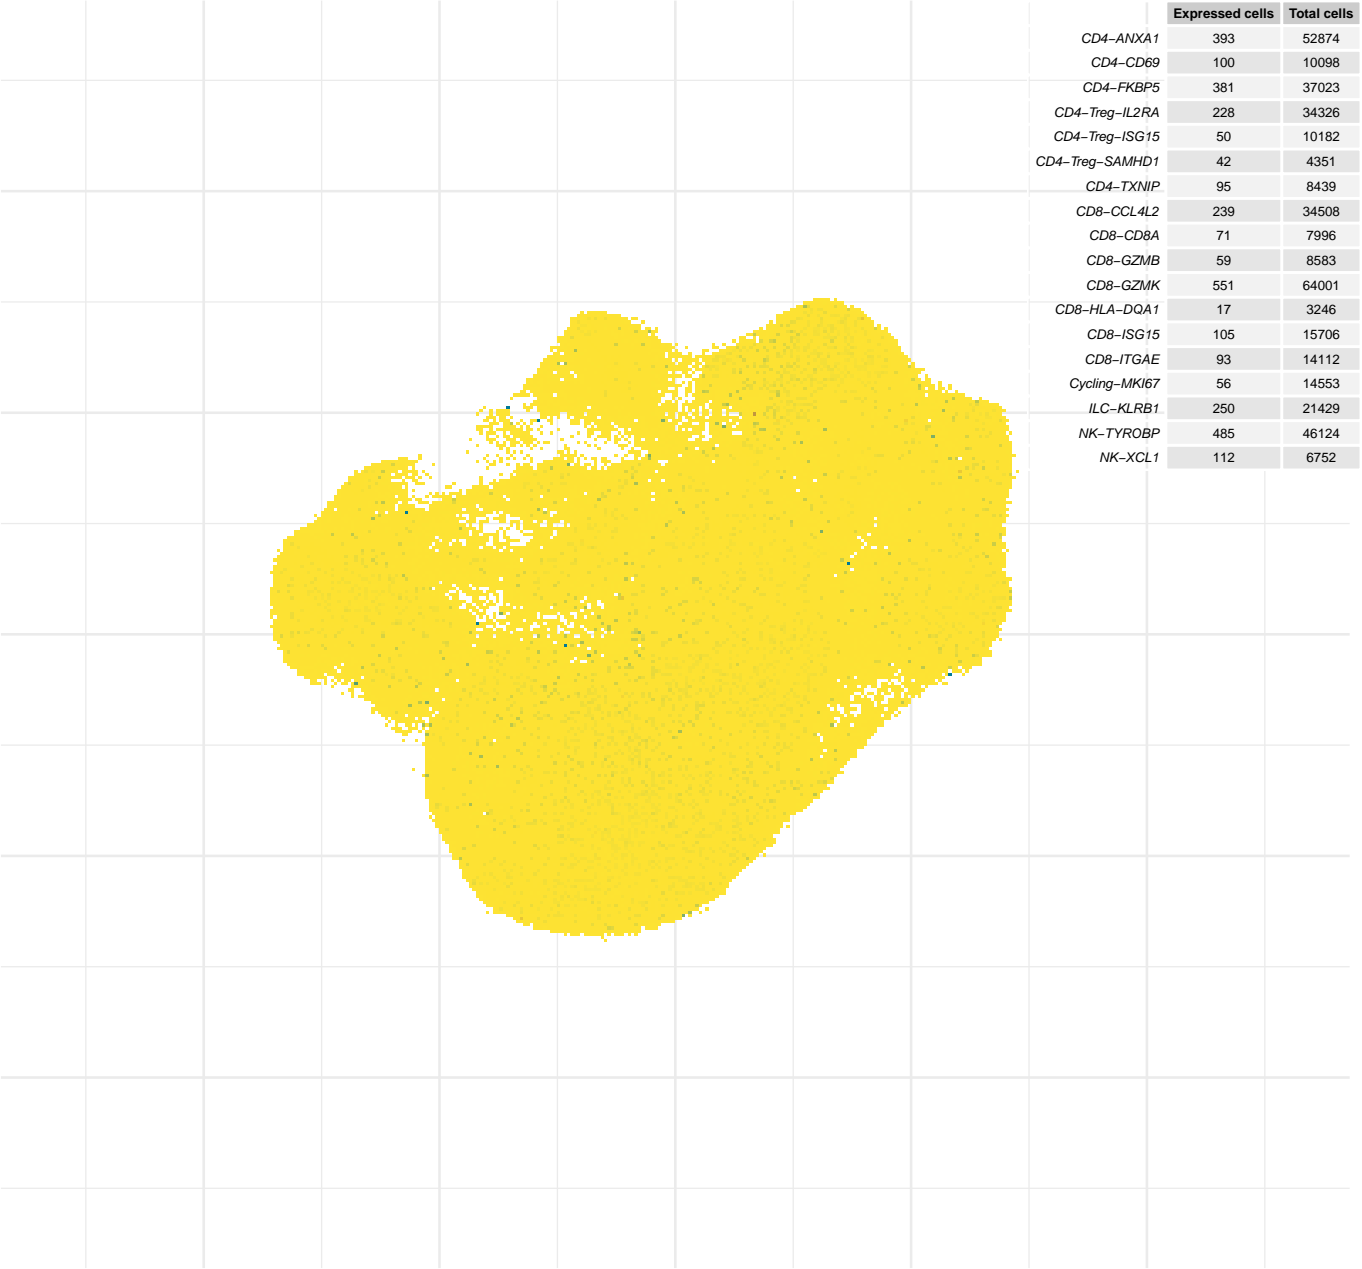 Expressed cells Total cells
CD4−ANXA1 393 52874
CD4−CD69 100 10098
CD4−FKBP5 381 37023
CD4−Treg−IL2RA 228 34326
CD4−Treg−ISG15 50 10182
CD4−Treg−SAMHD1 42 4351
CD4−TXNIP 95 8439
CD8−CCL4L2 239 34508
CD8−CD8A 71 7996
CD8−GZMB 59 8583
CD8−GZMK 551 64001
CD8−HLA−DQA1 17 3246
CD8−ISG15 105 15706
CD8−ITGAE 93 14112
Cycling−MKI67 56 14553
ILC−KLRB1 250 21429
NK−TYROBP 485 46124
NK−XCL1 112 6752